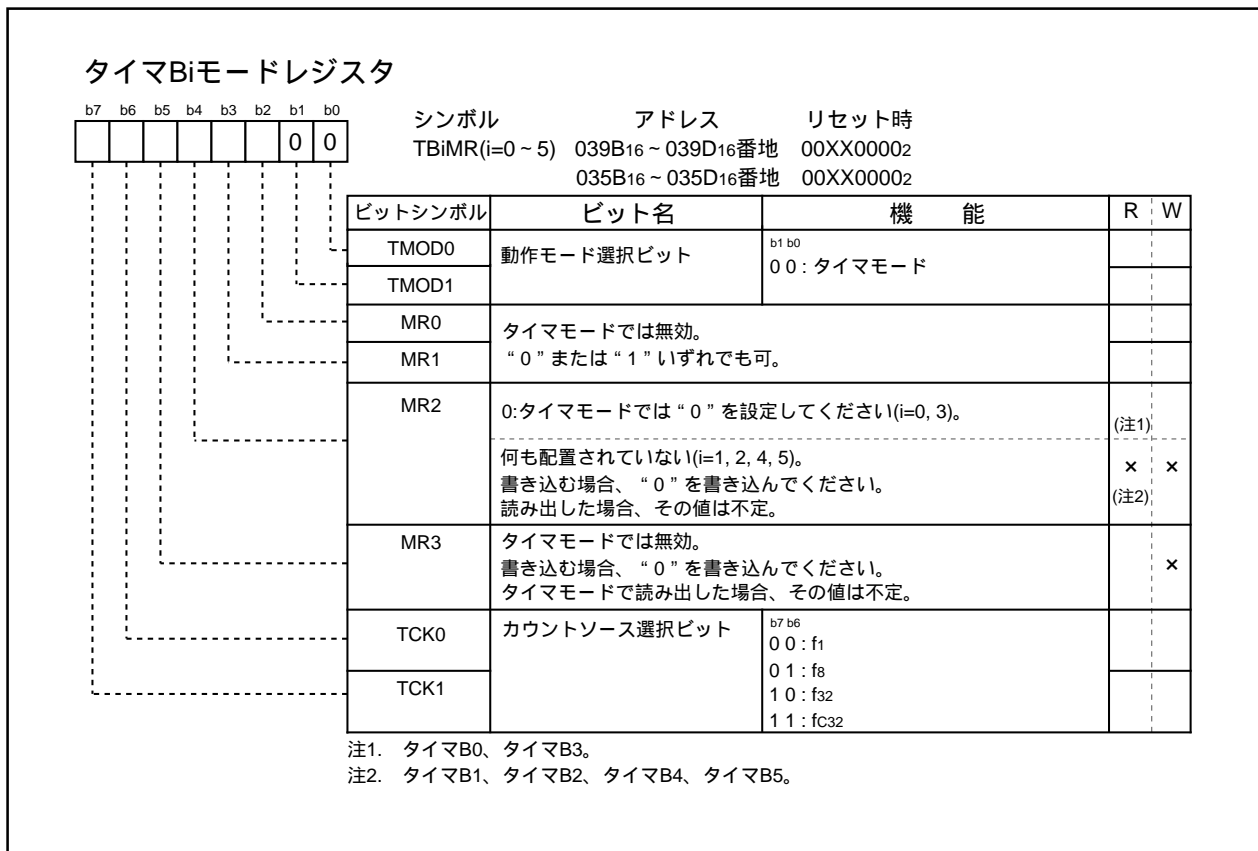 タイマBiモードレジスタ
b7 b6 b5 b4 b3 b2 b1 b0
0 0
シンボル アドレス リセット時
TBiMR(i=0 ~ 5) 039B16 ~ 039D16番地 00XX00002
035B16 ~ 035D16番地 00XX00002
ビットシンボル ビット名 機 能 R W
TMOD0 動作モード選択ビット b1 b0
0 0 : タイマモード
TMOD1
MR0 タイマモードでは無効。
MR1 “ 0 ” または “ 1 ” いずれでも可。
MR2 0:タイマモードでは “ 0 ” を設定してください(i=0, 3)。
(注1)
何も配置されていない(i=1, 2, 4, 5)。
書き込む場合、 “ 0 ” を書き込んでください。 × ×
読み出した場合、その値は不定。 (注2)
MR3 タイマモードでは無効。
書き込む場合、 “ 0 ” を書き込んでください。 ×
タイマモードで読み出した場合、その値は不定。
TCK0 カウントソース選択ビット b7 b6
0 0 : f1
0 1 : f8
TCK1 1 0 : f32
1 1 : fC32
注1. タイマB0、タイマB3。
注2. タイマB1、タイマB2、タイマB4、タイマB5。